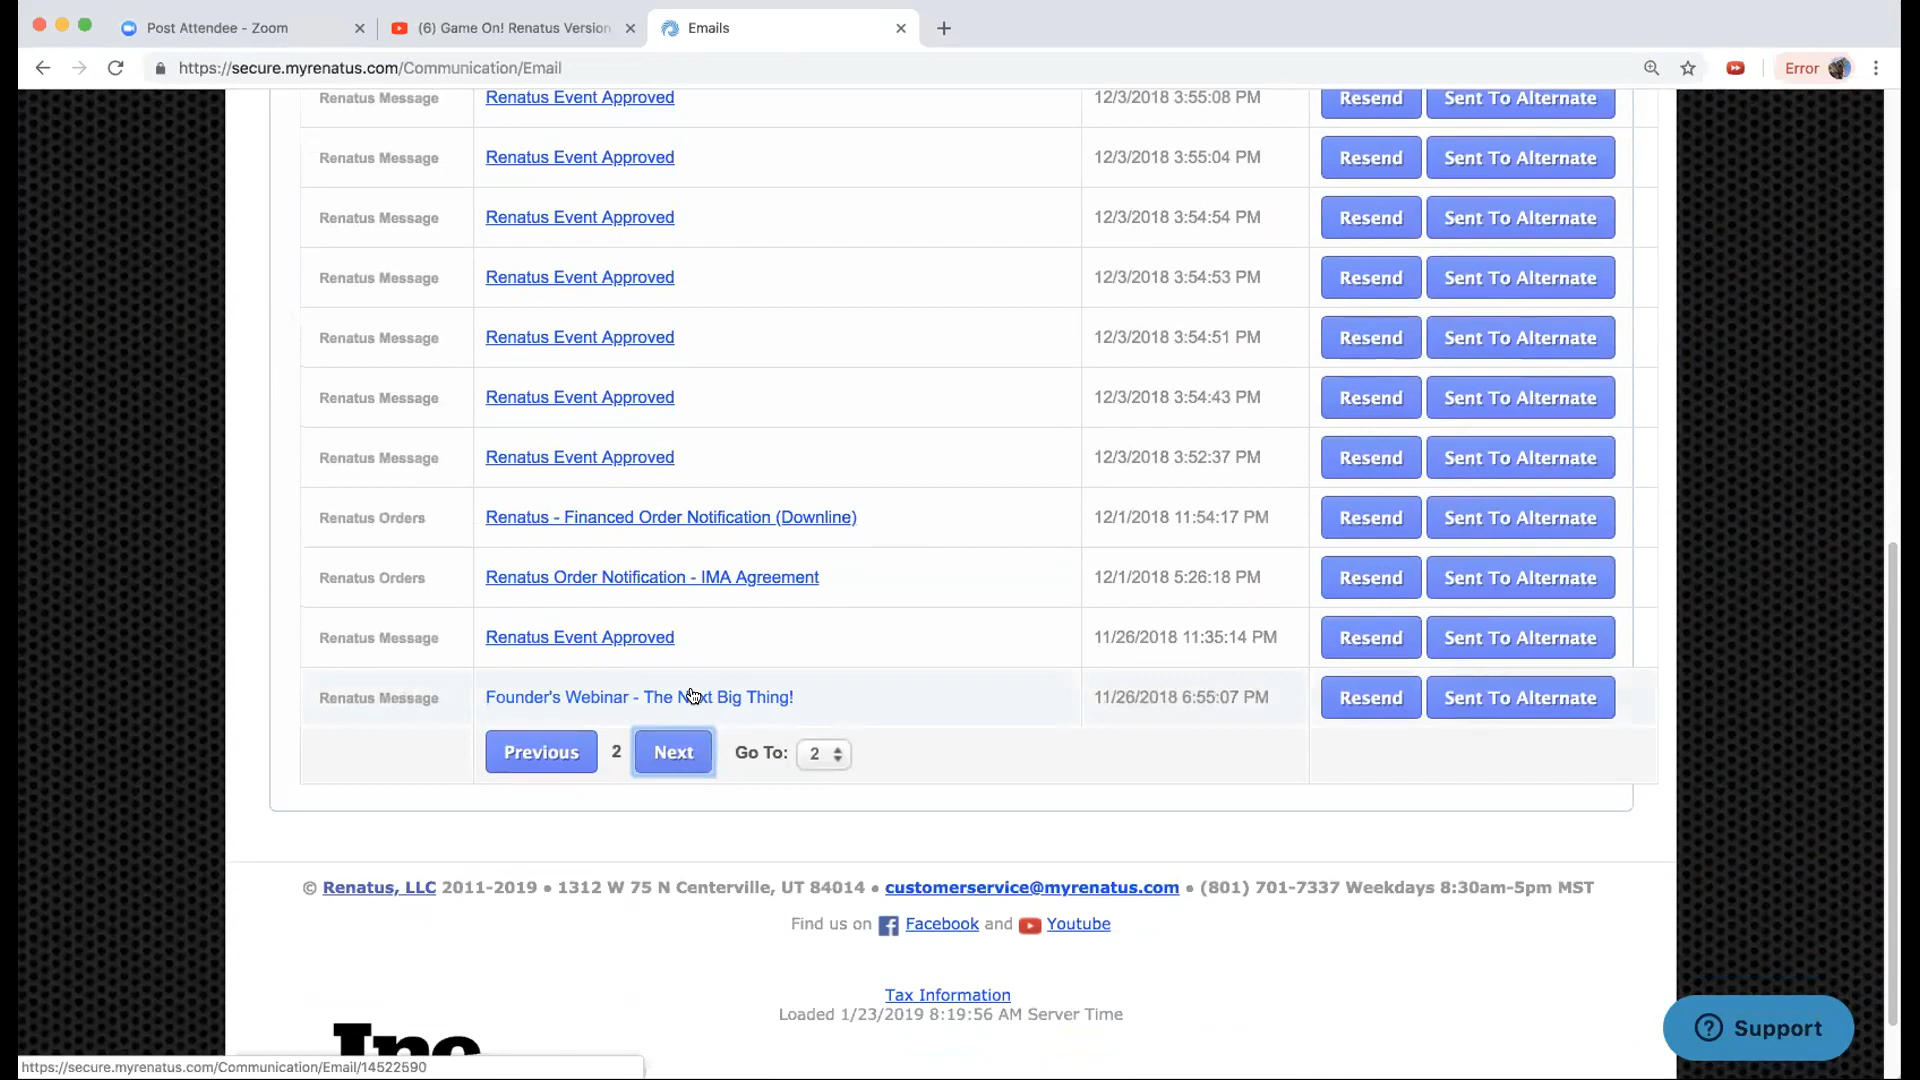 Post Attendee - Zoom
(6) Game On! Renatus Version
Emails
https://secure.myrenatus.com/Communication/Email
Error
Renatus Message Renatus Event Approved 12/3/2018 3:55:08 PM Resend Sent To Alternate
Renatus Message Renatus Event Approved 12/3/2018 3:55:04 PM Resend Sent To Alternate
Renatus Message Renatus Event Approved 12/3/2018 3:54:54 PM Resend Sent To Alternate
Renatus Message Renatus Event Approved 12/3/2018 3:54:53 PM Resend Sent To Alternate
Renatus Message Renatus Event Approved 12/3/2018 3:54:51 PM Resend Sent To Alternate
Renatus Message Renatus Event Approved 12/3/2018 3:54:43 PM Resend Sent To Alternate
Renatus Message Renatus Event Approved 12/3/2018 3:52:37 PM Resend Sent To Alternate
Renatus Orders Renatus - Financed Order Notification (Downline) 12/1/2018 11:54:17 PM Resend Sent To Alternate
Renatus Orders Renatus Order Notification - IMA Agreement 12/1/2018 5:26:18 PM Resend Sent To Alternate
Renatus Message Renatus Event Approved 11/26/2018 11:35:14 PM Resend Sent To Alternate
Renatus Message Founder's Webinar - The Next Big Thing! 11/26/2018 6:55:07 PM Resend Sent To Alternate
Previous 2 Next Go To: 2
© Renatus, LLC 2011-2019 • 1312 W 75 N Centerville, UT 84014 • customerservice@myrenatus.com • (801) 701-7337 Weekdays 8:30am-5pm MST
Find us on Facebook and Youtube
Tax Information
Loaded 1/23/2019 8:19:56 AM Server Time
Inc
? Support
https://secure.myrenatus.com/Communication/Email/14522590